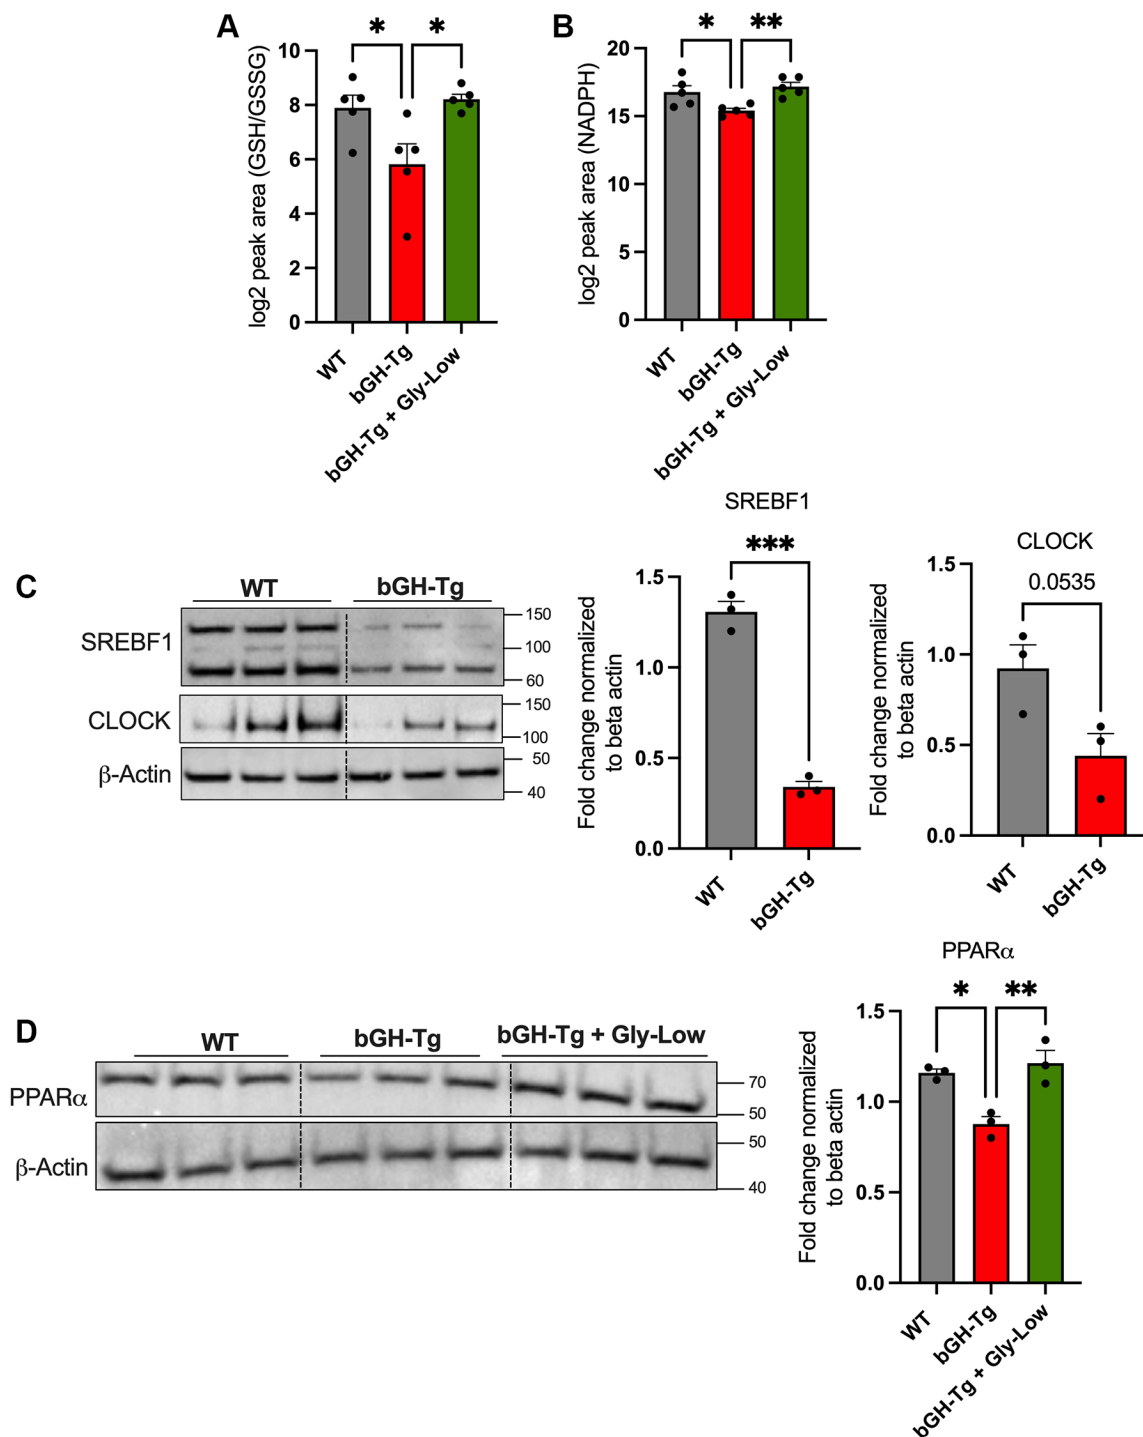 A
* *
log2 peak area (GSH/GSSG)
10
8
6
4
2
0
WT
bGH-Tg
bGH-Tg + Gly-Low
B
* **
log2 peak area (NADPH)
20
15
10
5
0
WT
bGH-Tg
bGH-Tg + Gly-Low
C
WT bGH-Tg
SREBF1
150
100
60
CLOCK
150
100
β-Actin
50
40
SREBF1
***
Fold change normalized
to beta actin
1.5
1.0
0.5
0.0
WT
bGH-Tg
CLOCK
0.0535
Fold change normalized
to beta actin
1.5
1.0
0.5
0.0
WT
bGH-Tg
D
WT bGH-Tg bGH-Tg + Gly-Low
PPARα
70
50
β-Actin
50
40
PPARα
* **
Fold change normalized
to beta actin
1.5
1.0
0.5
0.0
WT
bGH-Tg
bGH-Tg + Gly-Low